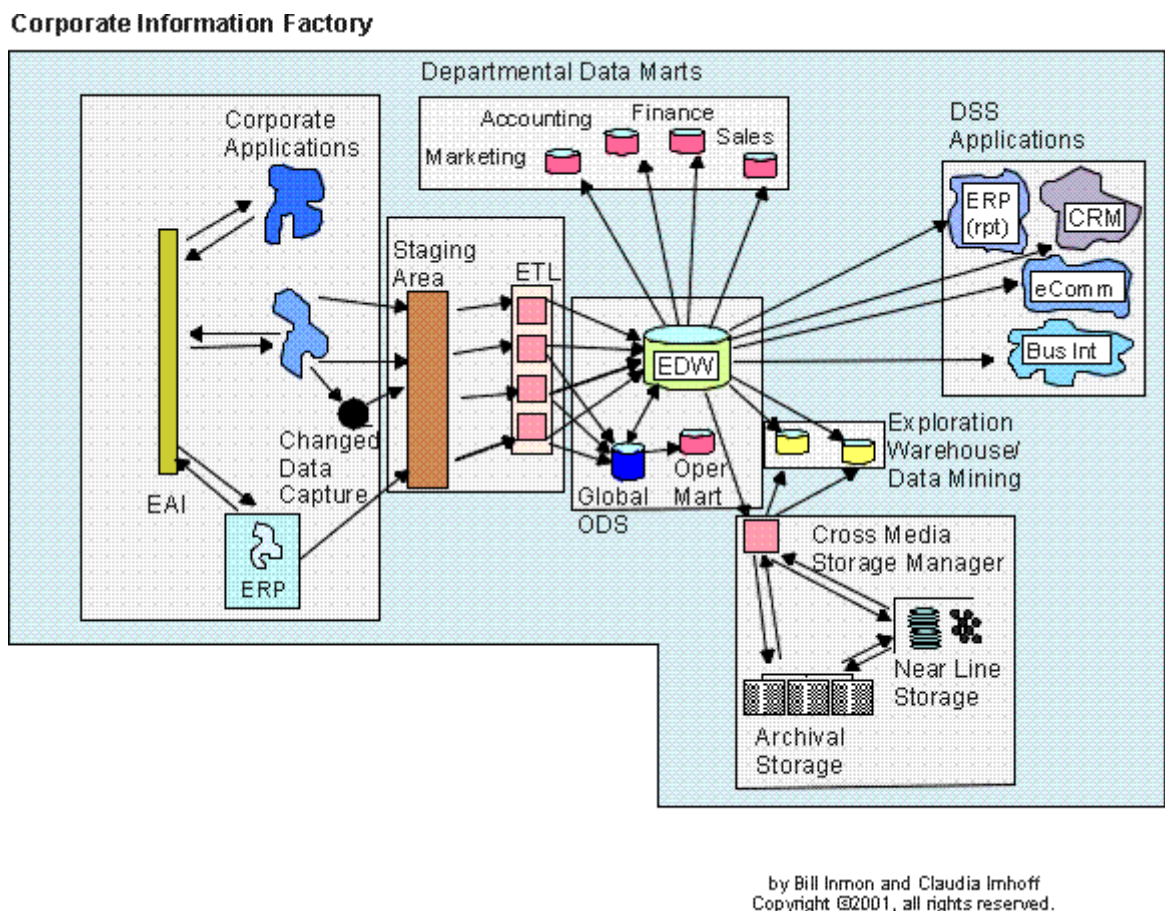 Corporate Information Factory
Departmental Data Marts
Accounting
Finance
Marketing
Sales
DSS
Applications
Corporate
Applications
ERP
(rpt)
CRM
eComm
Bus Int
Staging
Area
ETL
EDW
Changed
Data
Capture
EAI
ERP
Global
ODS
Oper
Mart
Exploration
Warehouse/
Data Mining
Cross Media
Storage Manager
Near Line
Storage
Archival
Storage
by Bill Inmon and Claudia Imhoff
Copyright ©2001, all rights reserved.